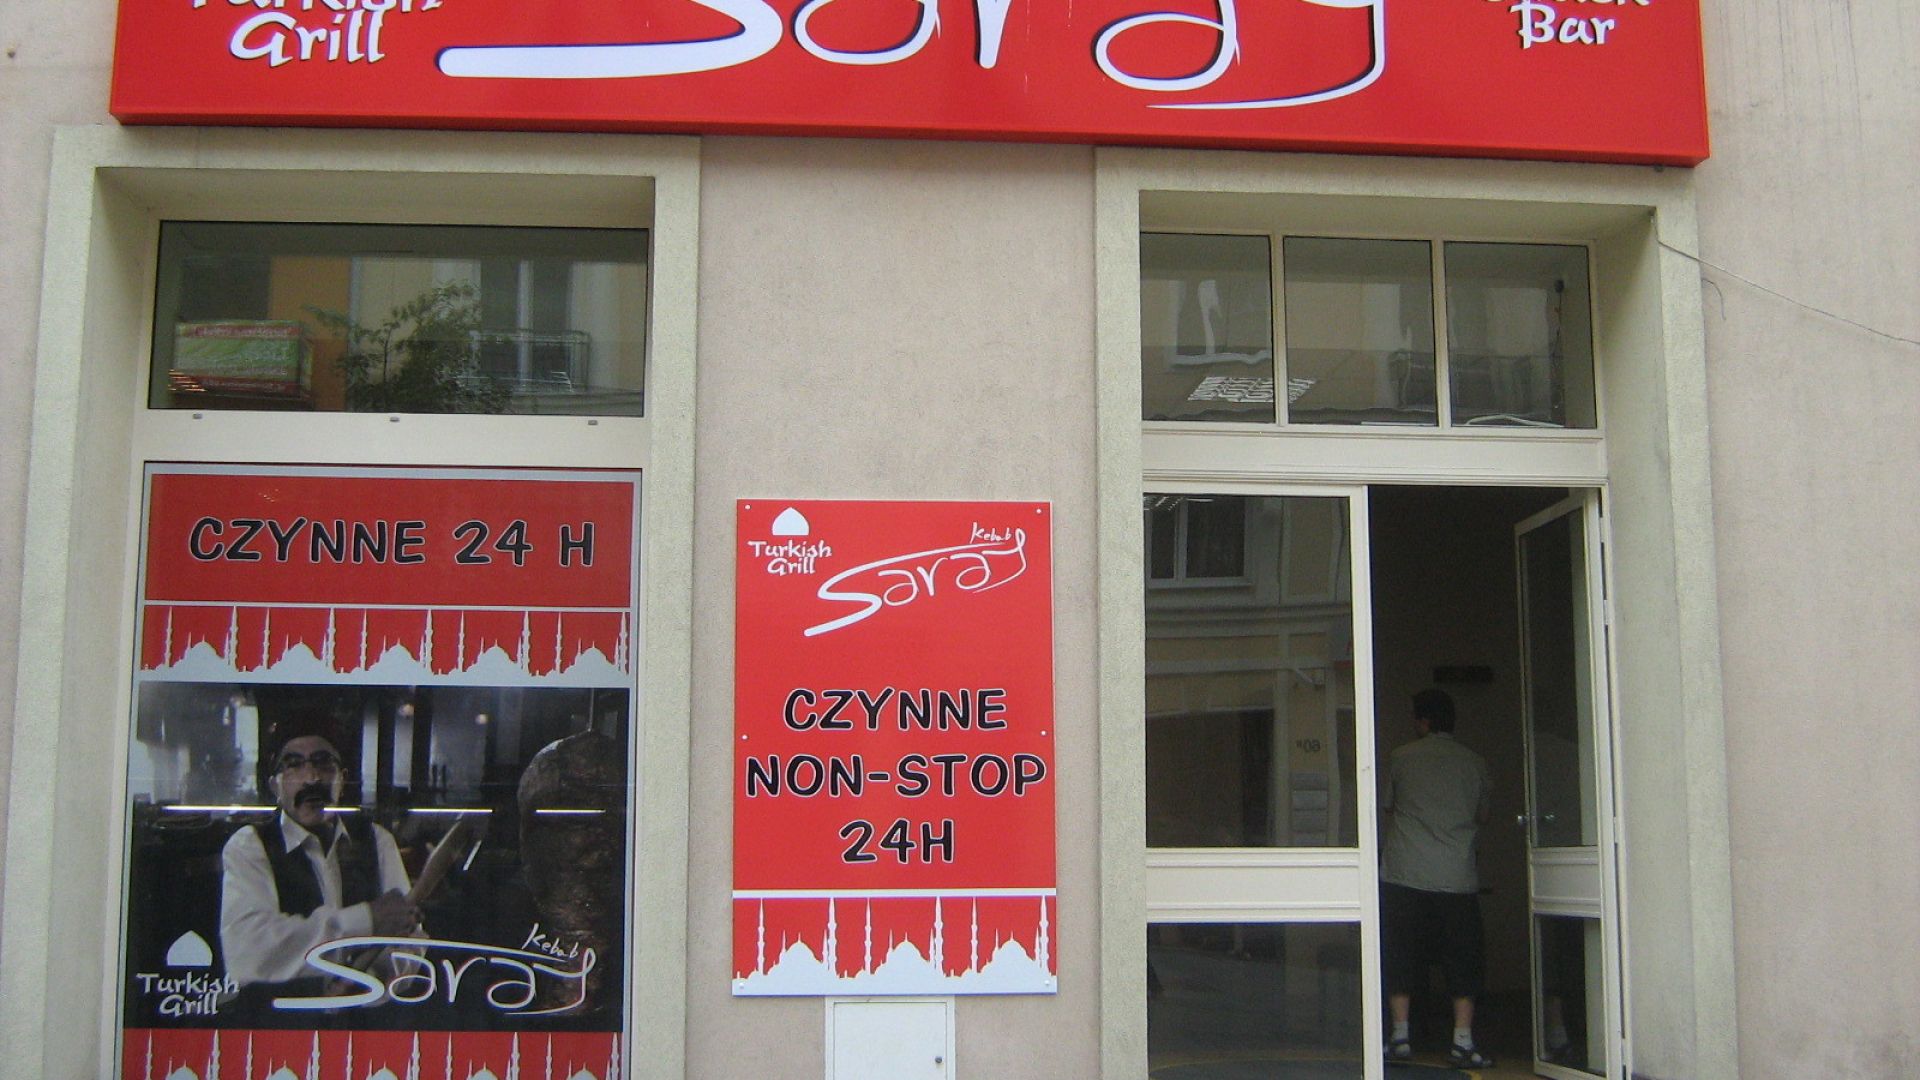 Turkish
Grill
Saray
Bar
CZYNNE 24 H
Turkish
Grill
Kebab
Saray
CZYNNE
NON-STOP
24H
Kebab
Saray
Turkish
Grill